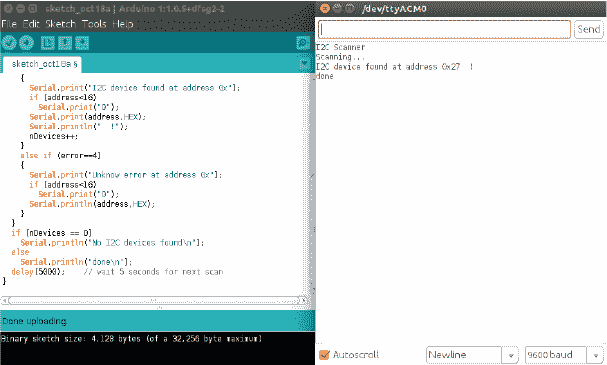 sketch_oct18a | Arduino 1:1.0.5+dfsg2-2
File Edit Sketch Tools Help
sketch_oct18a §
{
Serial.print("I2C device found at address 0x");
if (address<16)
Serial.print("0");
Serial.print(address,HEX);
Serial.println("  !");
nDevices++;
}
else if (error==4)
{
Serial.print("Unknow error at address 0x");
if (address<16)
Serial.print("0");
Serial.println(address,HEX);
}
}
if (nDevices == 0)
Serial.println("No I2C devices found\n");
else
Serial.println("done\n");
delay(5000);    // wait 5 seconds for next scan
}
Done uploading.
Binary sketch size: 4,128 bytes (of a 32,256 byte maximum)
/dev/ttyACM0
Send
I2C Scanner
Scanning...
I2C device found at address 0x27  !
done
Autoscroll
Newline
9600 baud